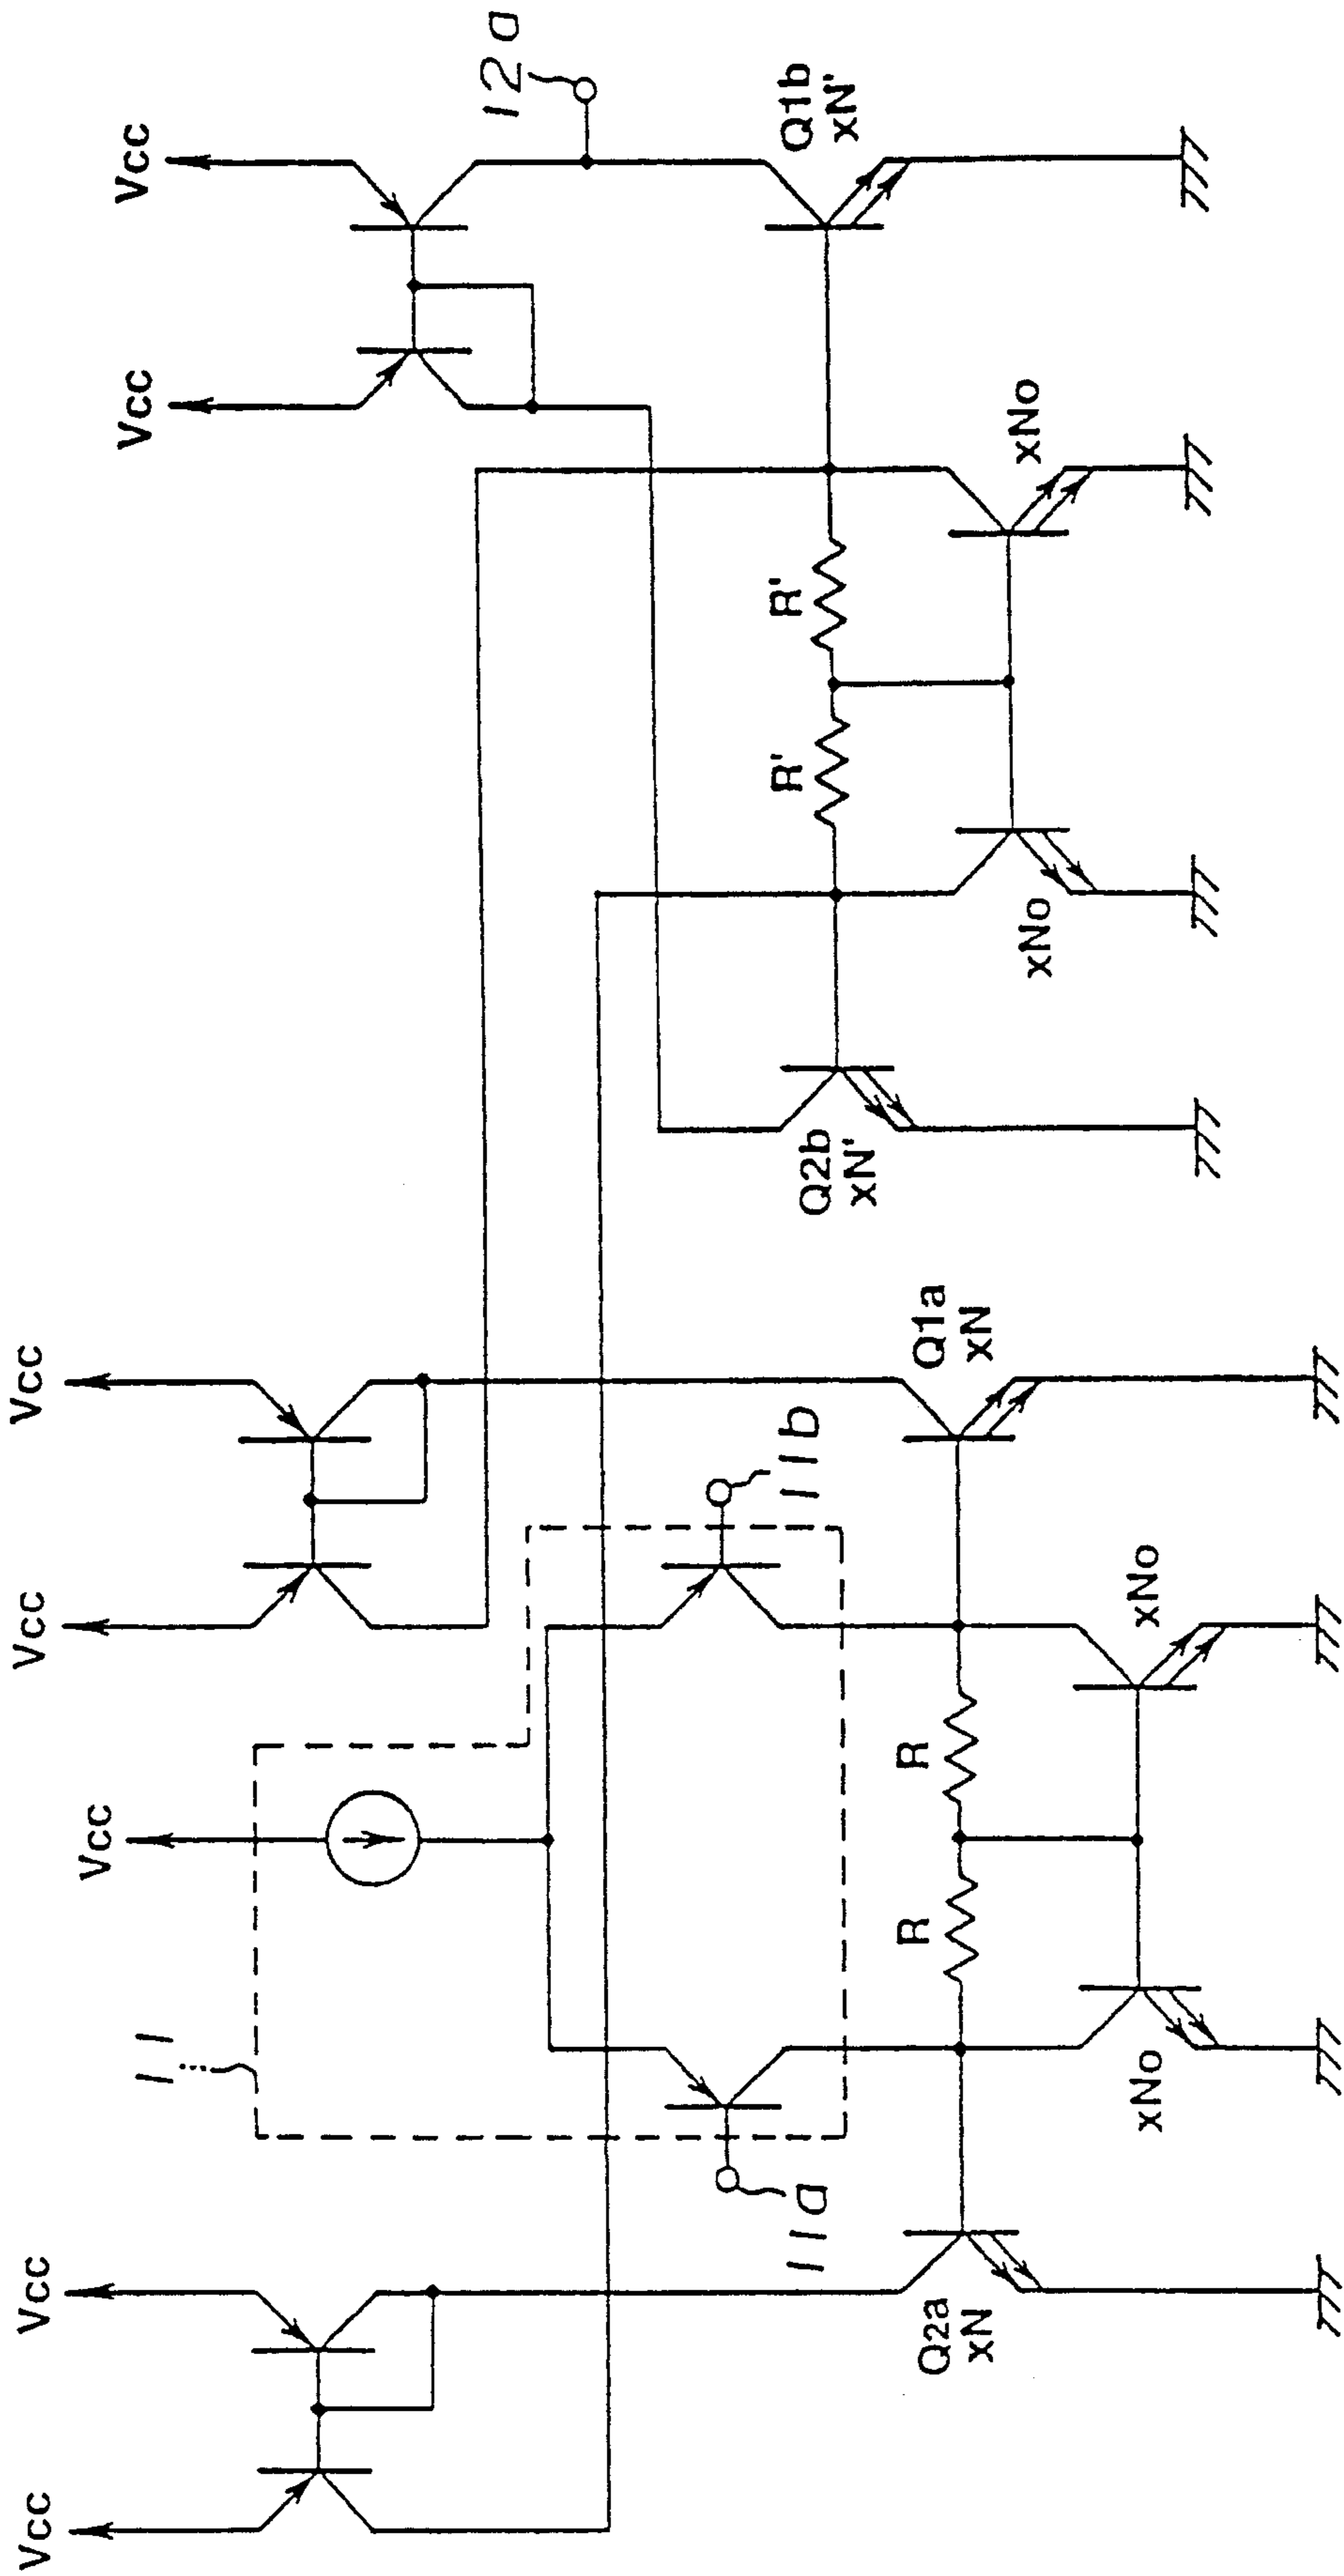 Vcc
Vcc
Vcc
Vcc
Vcc
Vcc
Vcc
11
12a
11a
11b
R
R
R'
R'
Q2a
xN
Q1a
xN
Q2b
xN'
Q1b
xN'
xNo
xNo
xNo
xNo